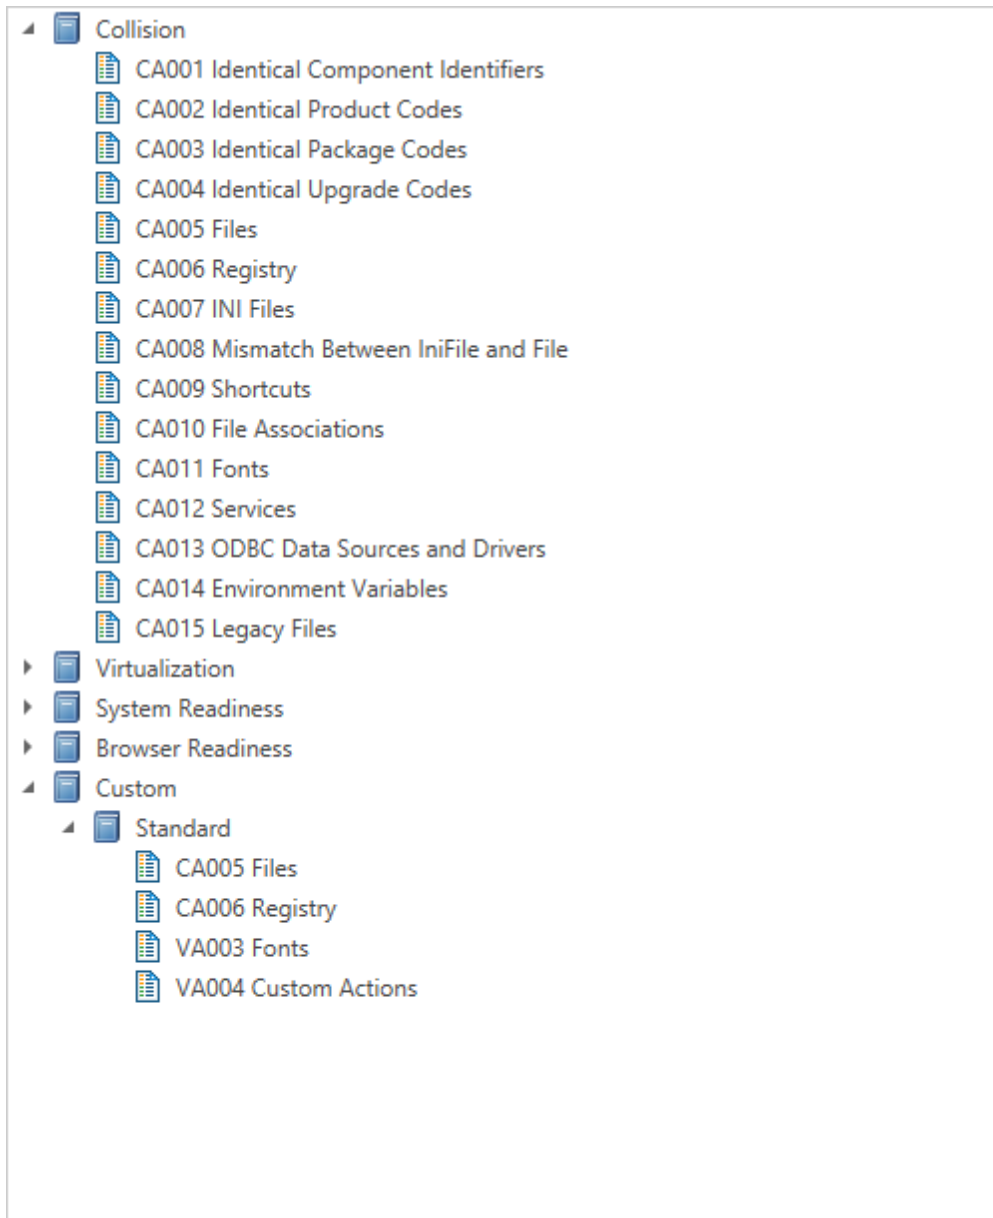 Collision
CA001 Identical Component Identifiers
CA002 Identical Product Codes
CA003 Identical Package Codes
CA004 Identical Upgrade Codes
CA005 Files
CA006 Registry
CA007 INI Files
CA008 Mismatch Between IniFile and File
CA009 Shortcuts
CA010 File Associations
CA011 Fonts
CA012 Services
CA013 ODBC Data Sources and Drivers
CA014 Environment Variables
CA015 Legacy Files
Virtualization
System Readiness
Browser Readiness
Custom
Standard
CA005 Files
CA006 Registry
VA003 Fonts
VA004 Custom Actions